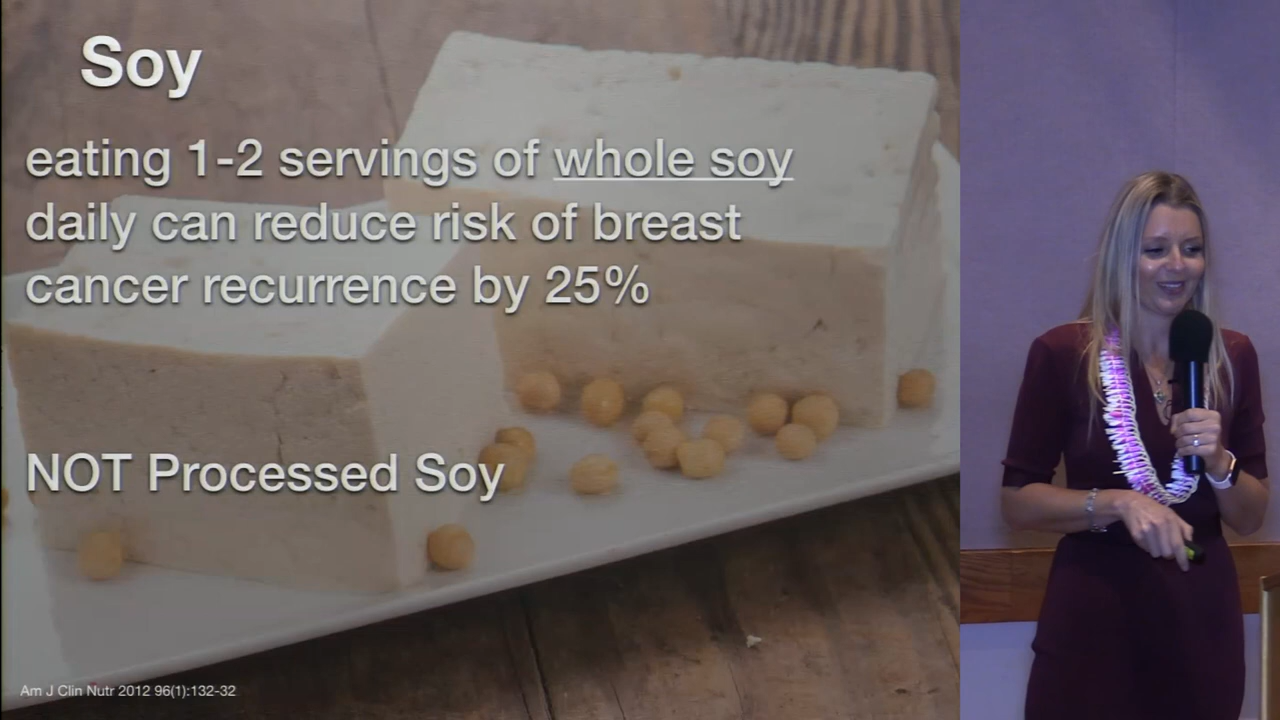 Soy
eating 1-2 servings of whole soy
daily can reduce risk of breast
cancer recurrence by 25%
NOT Processed Soy
Am J Clin Nutr 2012 96(1):132-32